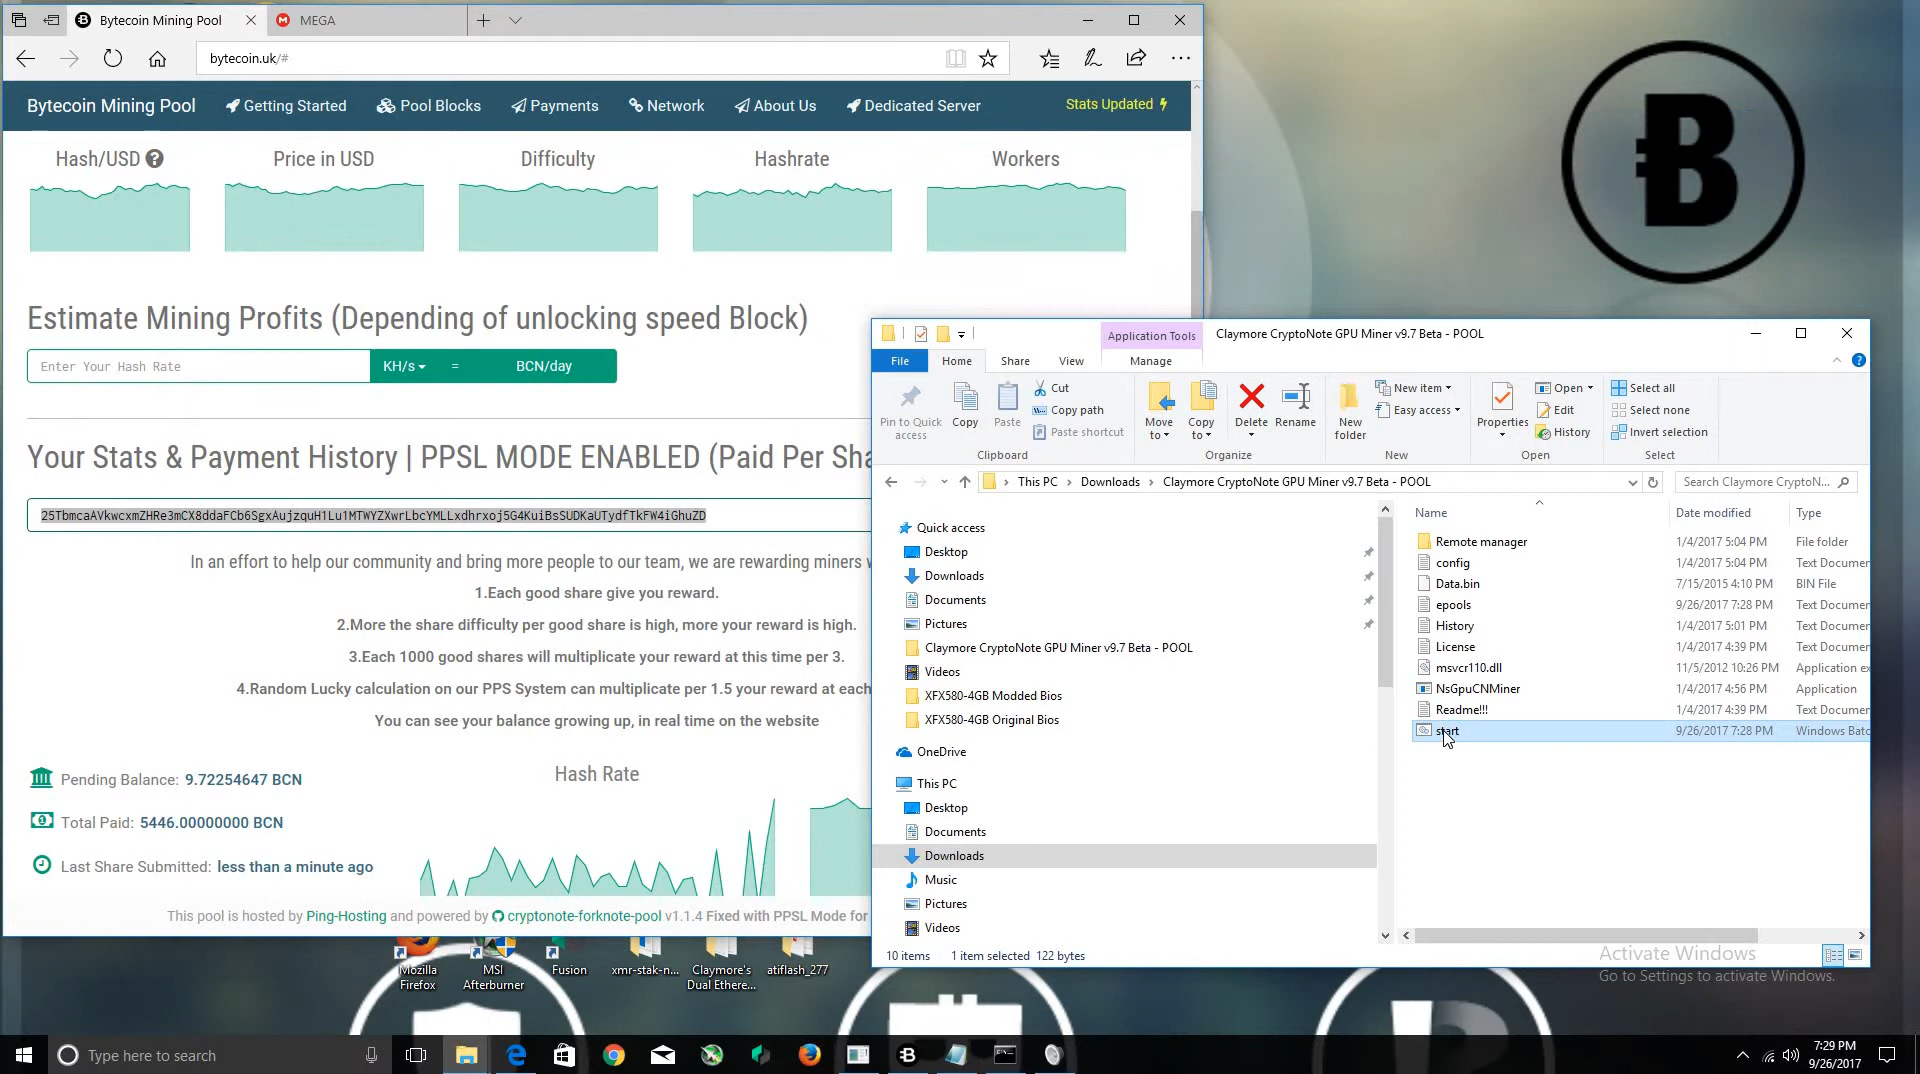 Bytecoin Mining Pool
MEGA
bytecoin.uk/#
Bytecoin Mining Pool
Getting Started
Pool Blocks
Payments
Network
About Us
Dedicated Server
Stats Updated
Hash/USD
Price in USD
Difficulty
Hashrate
Workers
Estimate Mining Profits (Depending of unlocking speed Block)
Enter Your Hash Rate
KH/s
=
BCN/day
Your Stats & Payment History | PPSL MODE ENABLED (Paid Per Sha
25TbmcaAVkwcxmZHRe3mCX8ddaFCb6SgxAujzquH1Lu1MTWYZXwrLbcYMLLxdhrxoj5G4KuiBsSUDKaUTydfTkFW4iGhuZD
In an effort to help our community and bring more people to our team, we are rewarding miners w
1.Each good share give you reward.
2.More the share difficulty per good share is high, more your reward is high.
3.Each 1000 good shares will multiplicate your reward at this time per 3.
4.Random Lucky calculation on our PPS System can multiplicate per 1.5 your reward at each
You can see your balance growing up, in real time on the website
Pending Balance: 9.72254647 BCN
Total Paid: 5446.00000000 BCN
Last Share Submitted: less than a minute ago
Hash Rate
This pool is hosted by Ping-Hosting and powered by cryptonote-forknote-pool v1.1.4 Fixed with PPSL Mode for
Application Tools
Claymore CryptoNote GPU Miner v9.7 Beta - POOL
File
Home
Share
View
Manage
Pin to Quick access
Copy
Paste
Cut
Copy path
Paste shortcut
Move to
Copy to
Delete
Rename
New folder
New item
Easy access
Properties
Open
Edit
History
Select all
Select none
Invert selection
Clipboard
Organize
New
Open
Select
This PC
Downloads
Claymore CryptoNote GPU Miner v9.7 Beta - POOL
Search Claymore CryptoN...
Quick access
Desktop
Downloads
Documents
Pictures
Claymore CryptoNote GPU Miner v9.7 Beta - POOL
Videos
XFX580-4GB Modded Bios
XFX580-4GB Original Bios
OneDrive
This PC
Desktop
Documents
Downloads
Music
Pictures
Videos
Name Date modified Type
Remote manager 1/4/2017 5:04 PM File folder
config 1/4/2017 5:04 PM Text Documen
Data.bin 7/15/2015 4:10 PM BIN File
epools 9/26/2017 7:28 PM Text Documen
History 1/4/2017 5:01 PM Text Documen
License 1/4/2017 4:39 PM Text Documen
msvcr110.dll 11/5/2012 10:26 PM Application ex
NsGpuCNMiner 1/4/2017 4:56 PM Application
Readme!!! 1/4/2017 4:39 PM Text Documen
start 9/26/2017 7:28 PM Windows Batc
10 items 1 item selected 122 bytes
Activate Windows
Go to Settings to activate Windows.
Mozilla Firefox
MSI Afterburner
Fusion
xmr-stak-n...
Claymore's Dual Ethere...
atiflash_277
Type here to search
7:29 PM
9/26/2017